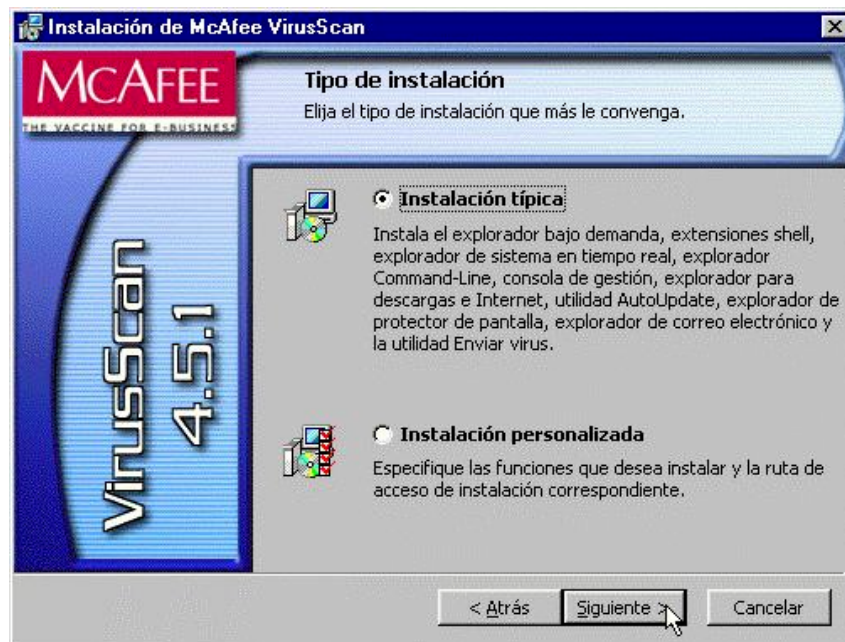 Instalación de McAfee VirusScan
McAFEE
THE VACCINE FOR E-BUSINESS
Tipo de instalación
Elija el tipo de instalación que más le convenga.
VirusScan
4.5.1
Instalación típica
Instala el explorador bajo demanda, extensiones shell,
explorador de sistema en tiempo real, explorador
Command-Line, consola de gestión, explorador para
descargas e Internet, utilidad AutoUpdate, explorador de
protector de pantalla, explorador de correo electrónico y
la utilidad Enviar virus.
Instalación personalizada
Especifique las funciones que desea instalar y la ruta de
acceso de instalación correspondiente.
< Atrás
Siguiente >
Cancelar